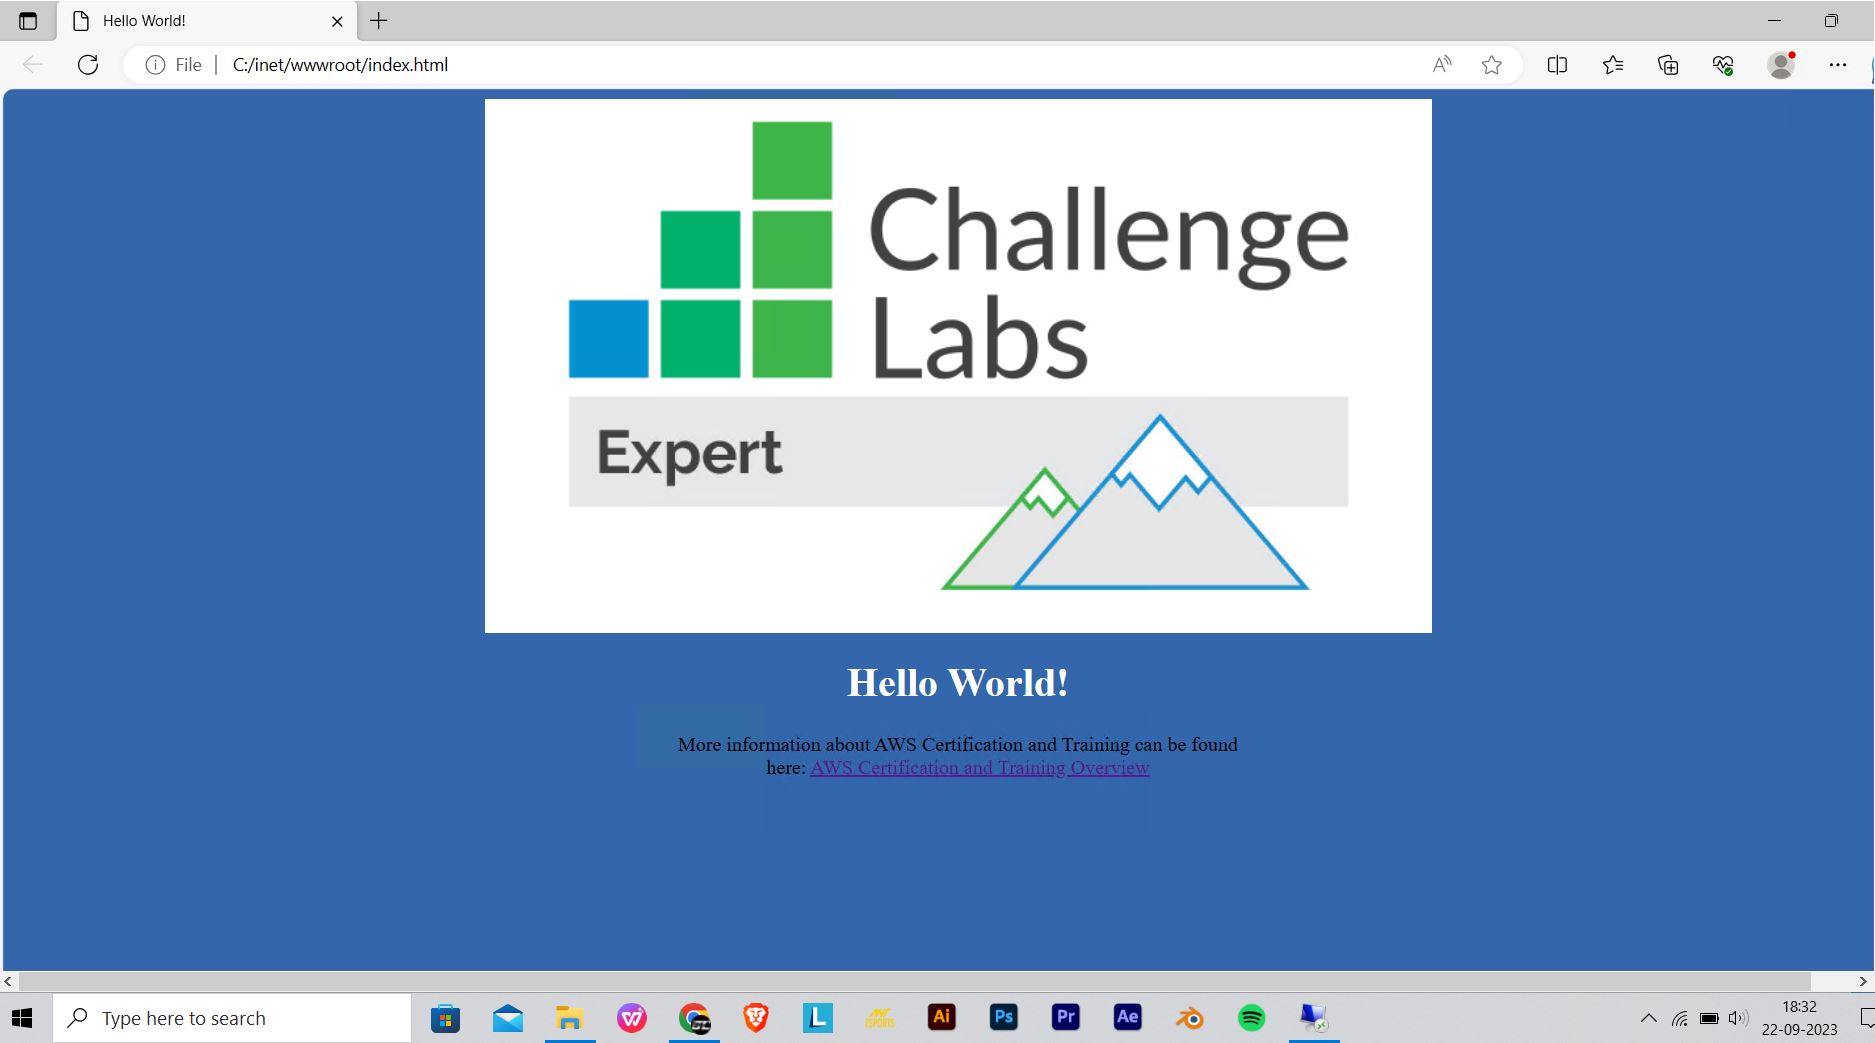 Hello World!
File
C:/inet/wwwroot/index.html
A
Challenge
Labs
Expert
Hello World!
More information about AWS Certification and Training can be found
here: AWS Certification and Training Overview
Type here to search
L
ANT
ESPORTS
Ai
Ps
Pr
Ae
18:32
22-09-2023